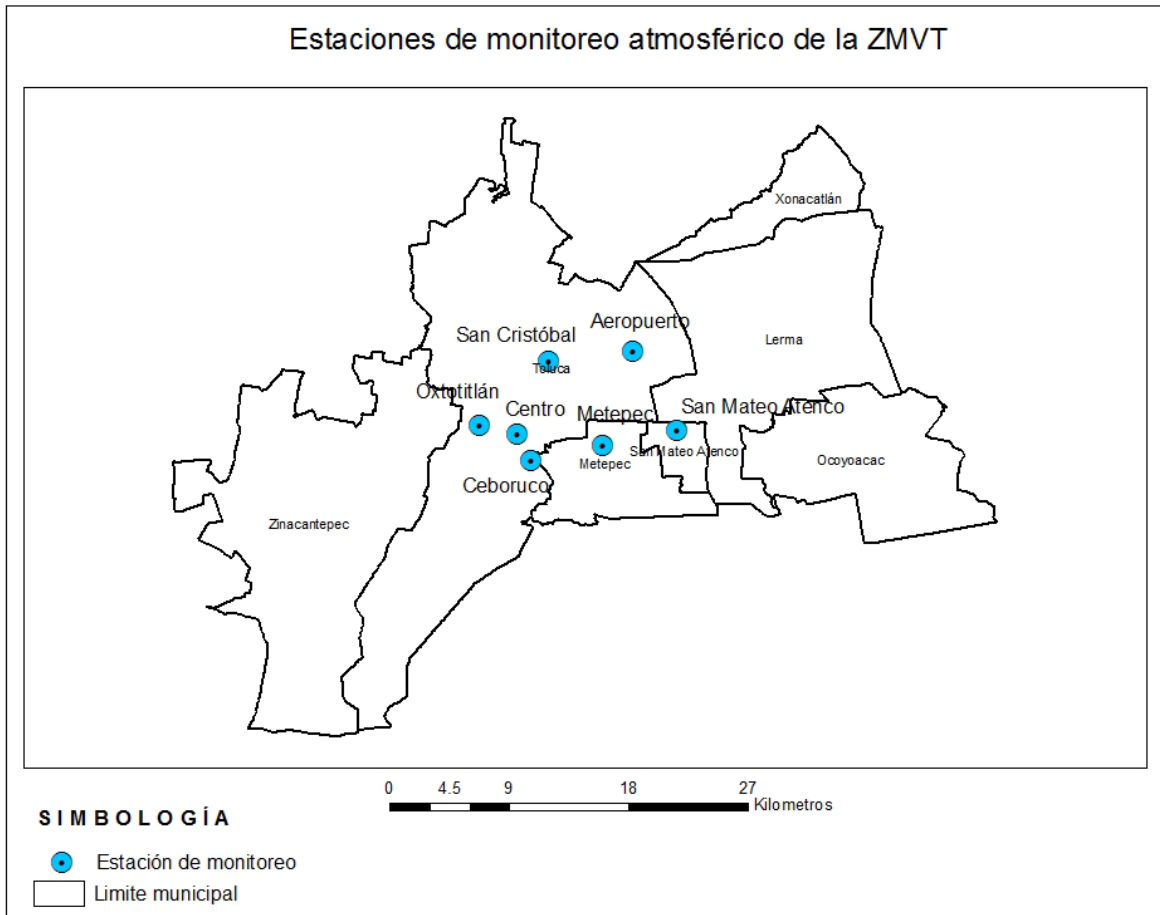 Estaciones de monitoreo atmosférico de la ZMVT
Xonacatlán
Aeropuerto
San Cristóbal
Lerma
Toluca
Oxtotitlán
Centro
Metepec
San Mateo Atenco
San Mateo Atenco
Metepec
Ocoyoacac
Ceboruco
Zinacantepec
0 4.5 9 18 27
Kilometros
SIMBOLOGÍA
Estación de monitoreo
Limite municipal